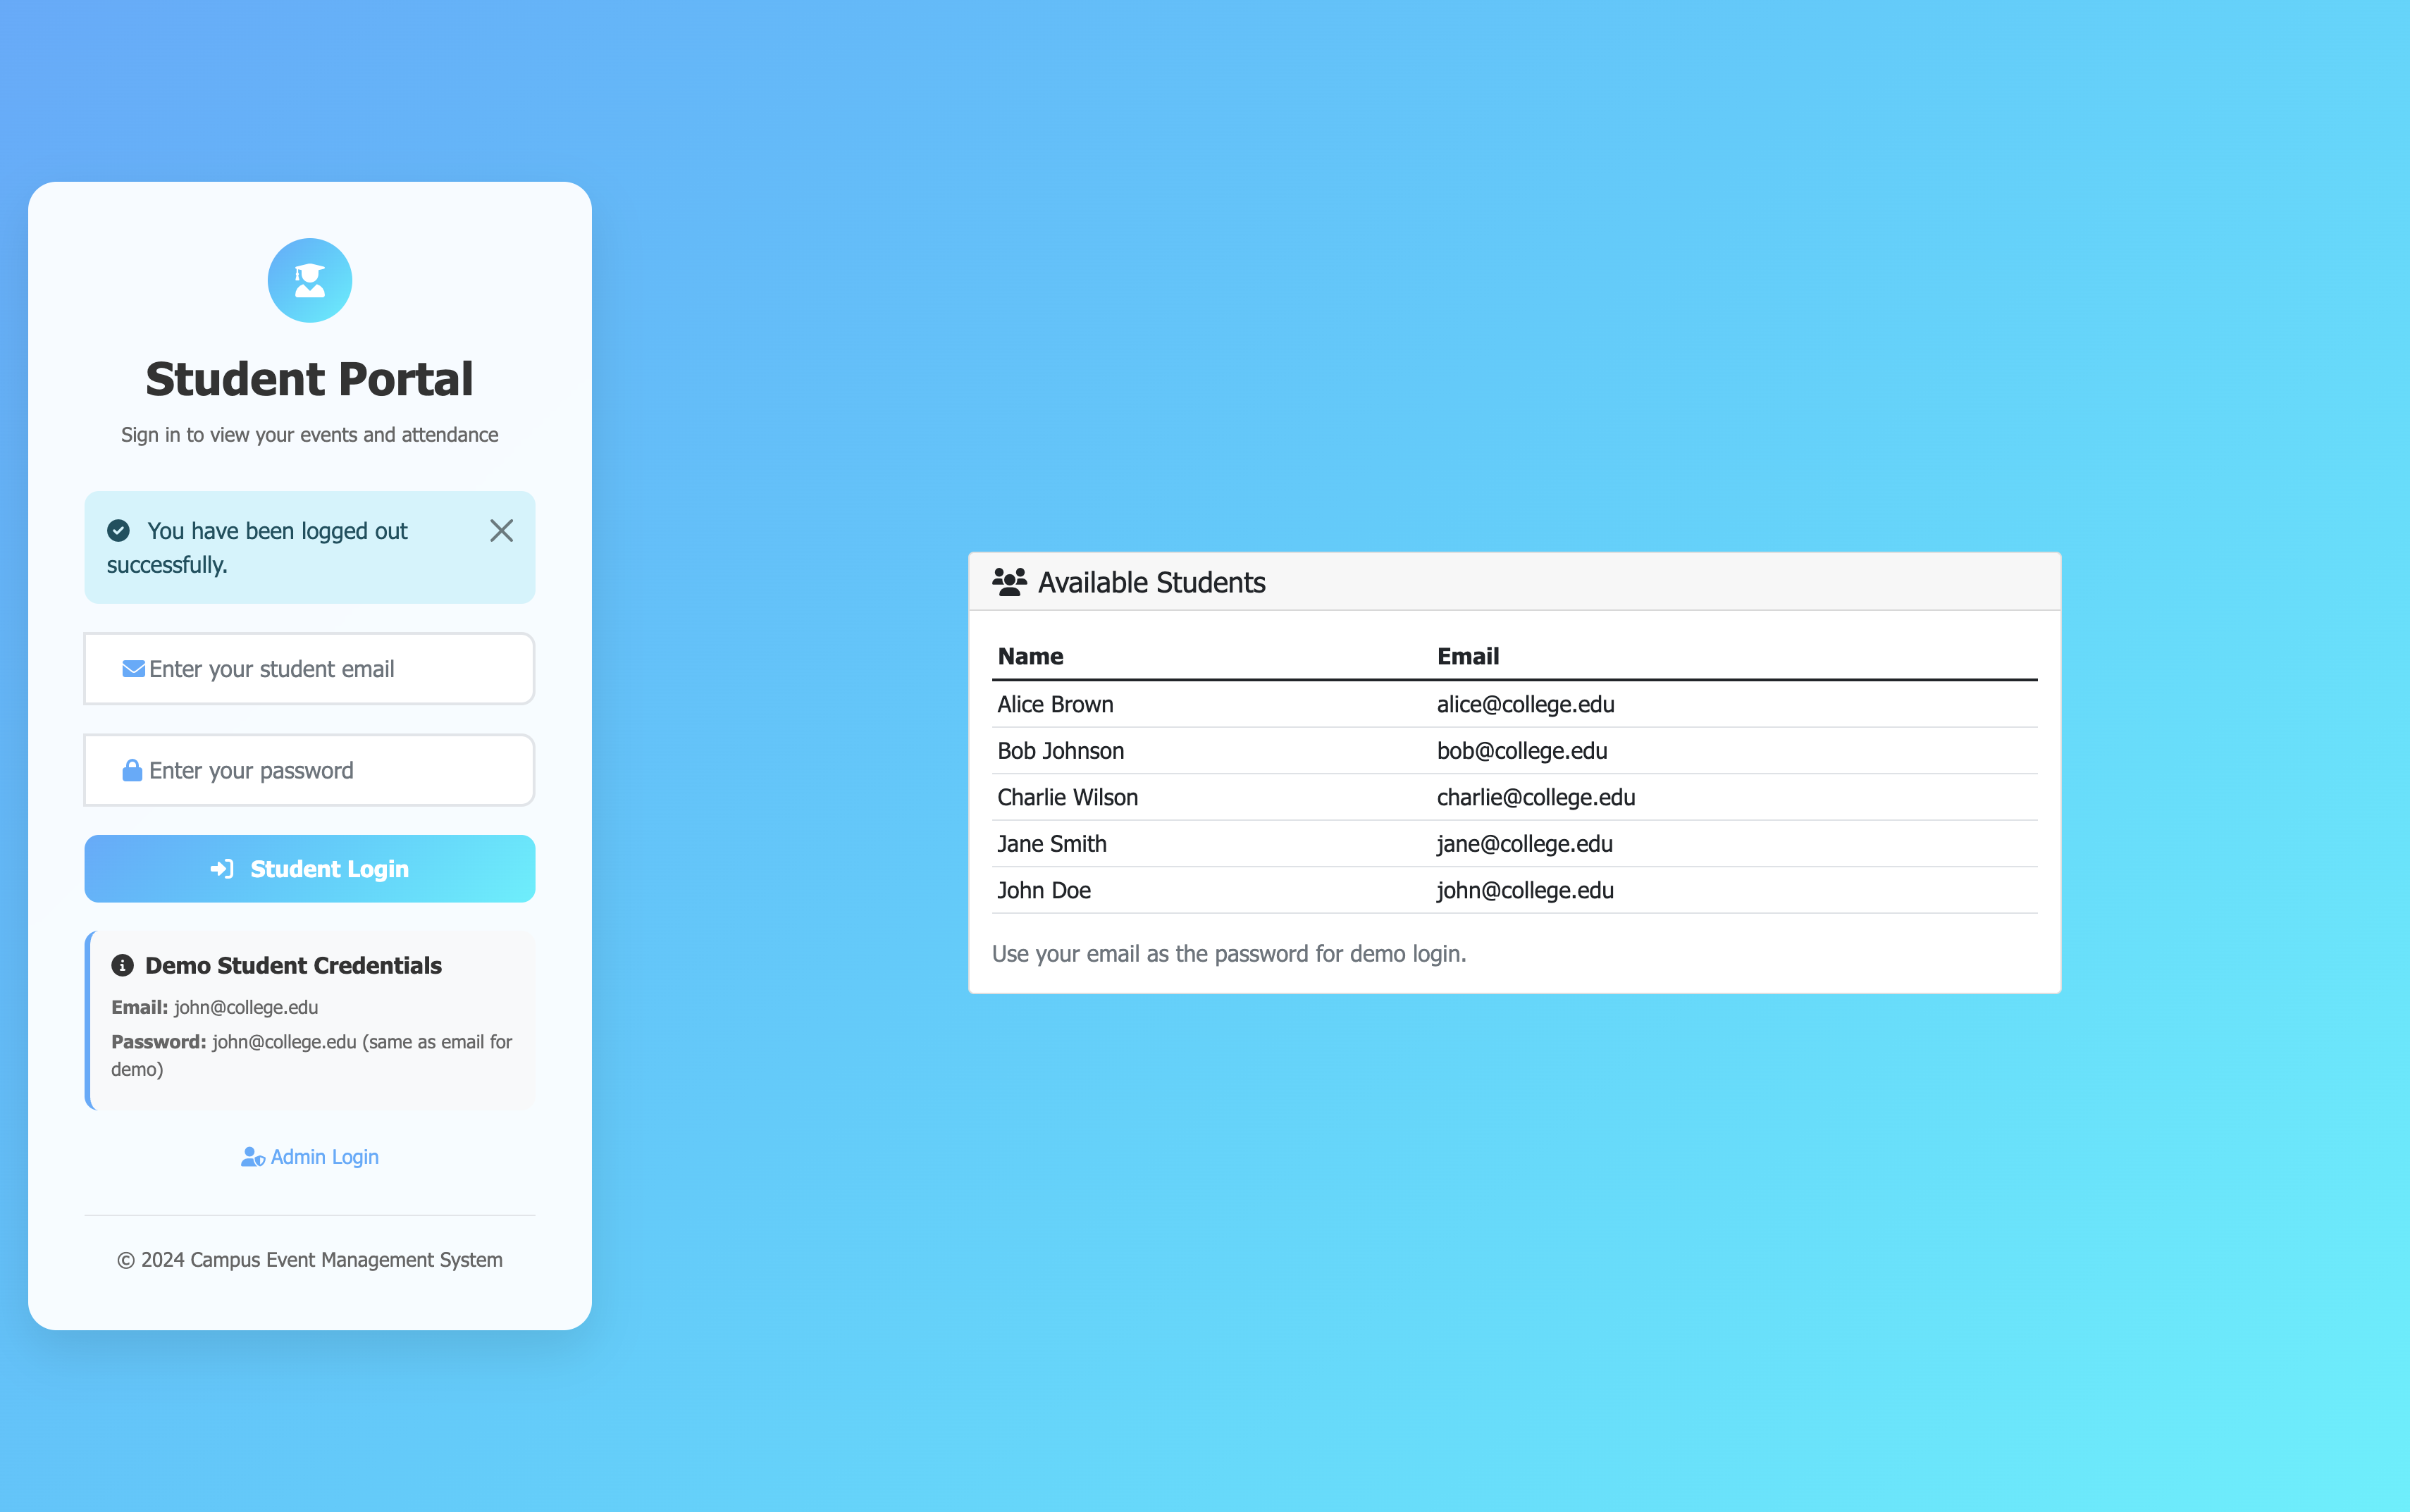 Student Portal
Sign in to view your events and attendance
You have been logged out
successfully.
Enter your student email
Enter your password
Student Login
Demo Student Credentials
Email: john@college.edu
Password: john@college.edu (same as email for
demo)
Admin Login
© 2024 Campus Event Management System
Available Students
Name Email
Alice Brown alice@college.edu
Bob Johnson bob@college.edu
Charlie Wilson charlie@college.edu
Jane Smith jane@college.edu
John Doe john@college.edu
Use your email as the password for demo login.